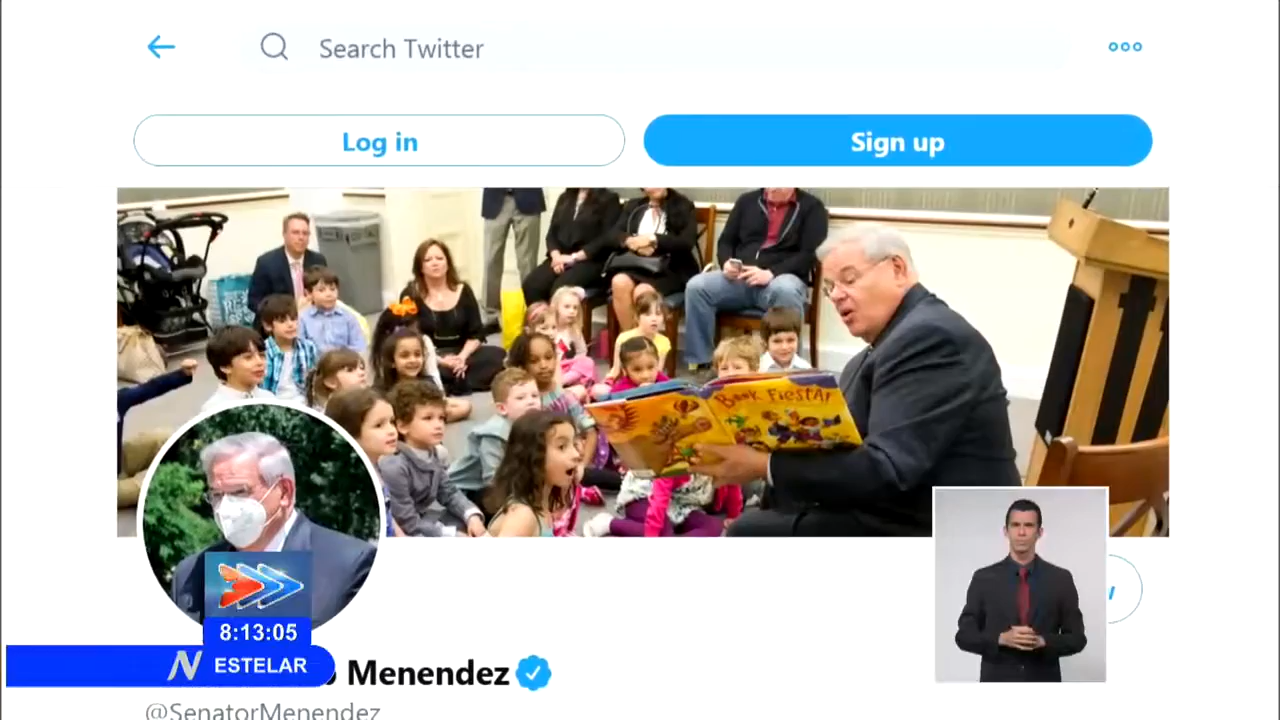 Search Twitter
Log in
Sign up
Book Fiesta!
8:13:05
N ESTELAR
Menendez
@SenatorMenendez